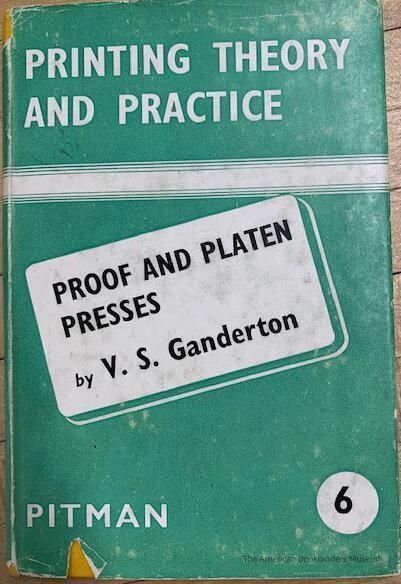 PRINTING THEORY
AND PRACTICE
PROOF AND PLATEN
PRESSES
by V. S. Ganderton
PITMAN
6
The American Bookbinders Museum